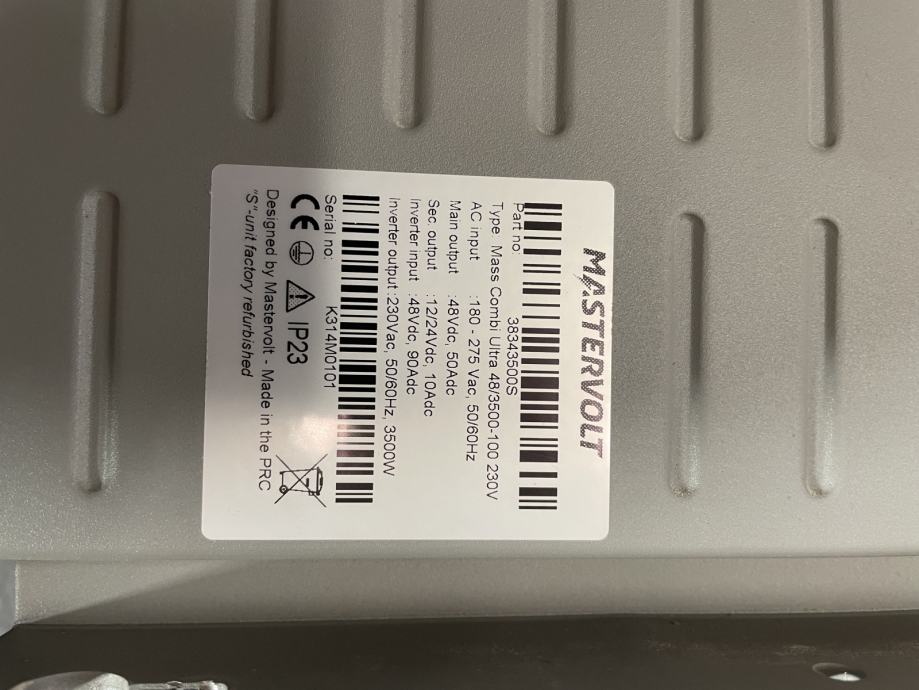 MASTERVOLT
Part no: 38343500S
Type Mass Combi Ultra 48/3500-100 230V
AC input :180 - 275 Vac, 50/60Hz
Main output :48Vdc, 50Adc
Sec. output :12/24Vdc, 10Adc
Inverter input :48Vdc, 90Adc
Inverter output :230Vac, 50/60Hz, 3500W
Serial no: K314M0101
CE IP23
Designed by Mastervolt - Made in the PRC
"S"-unit factory refurbished